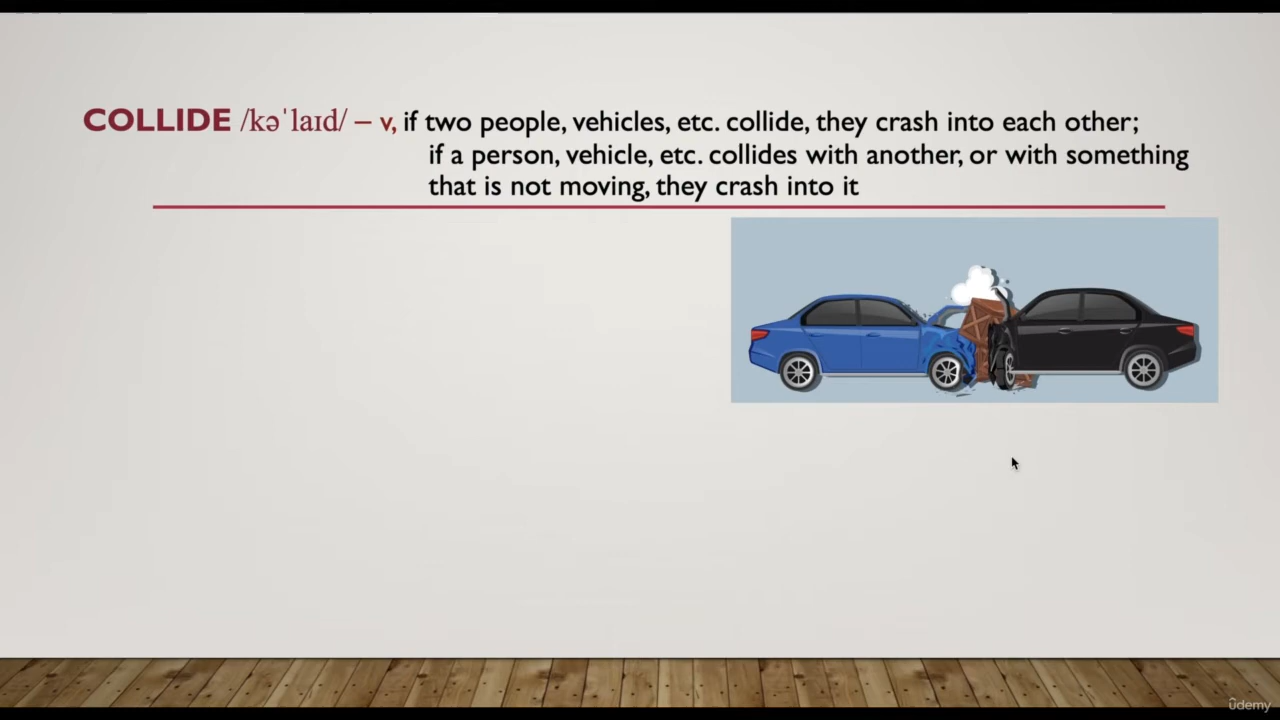 COLLIDE /kəˈlaɪd/ – v, if two people, vehicles, etc. collide, they crash into each other;
if a person, vehicle, etc. collides with another, or with something
that is not moving, they crash into it
ûdemy